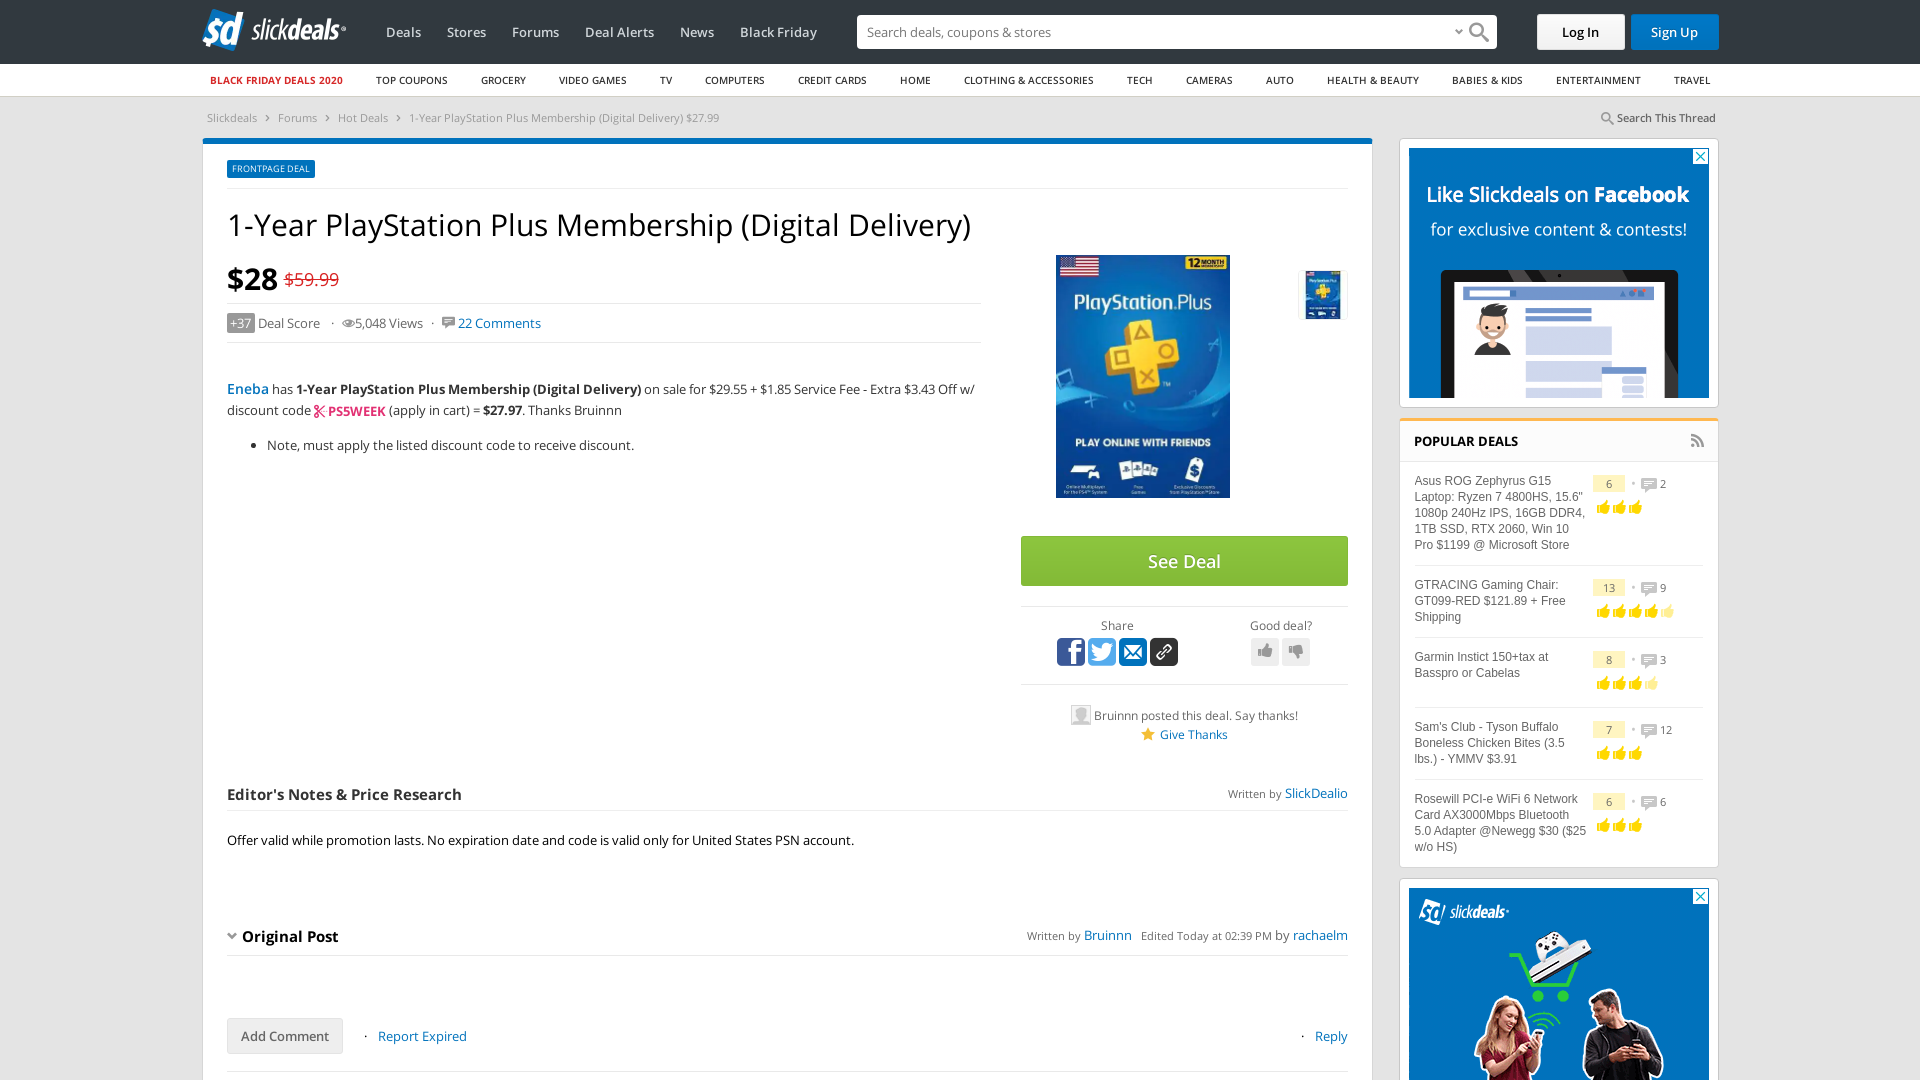 slickdeals
Deals
Stores
Forums
Deal Alerts
News
Black Friday
Search deals, coupons & stores
Log In
Sign Up
BLACK FRIDAY DEALS 2020
TOP COUPONS
GROCERY
VIDEO GAMES
TV
COMPUTERS
CREDIT CARDS
HOME
CLOTHING & ACCESSORIES
TECH
CAMERAS
AUTO
HEALTH & BEAUTY
BABIES & KIDS
ENTERTAINMENT
TRAVEL
Slickdeals > Forums > Hot Deals > 1-Year PlayStation Plus Membership (Digital Delivery) $27.99
Search This Thread
FRONTPAGE DEAL
1-Year PlayStation Plus Membership (Digital Delivery)
$28 $59.99
+37 Deal Score · 5,048 Views · 22 Comments
Eneba has 1-Year PlayStation Plus Membership (Digital Delivery) on sale for $29.55 + $1.85 Service Fee - Extra $3.43 Off w/
discount code PS5WEEK (apply in cart) = $27.97. Thanks Bruinnn
• Note, must apply the listed discount code to receive discount.
12 MONTH
PlayStation.Plus
PLAY ONLINE WITH FRIENDS
Online Multiplayer
for the PS4™ System
Free
Games
Exclusive Discounts
from PlayStation™Store
See Deal
Share
Good deal?
Bruinnn posted this deal. Say thanks!
Give Thanks
Editor's Notes & Price Research
Written by SlickDealio
Offer valid while promotion lasts. No expiration date and code is valid only for United States PSN account.
Original Post
Written by Bruinnn Edited Today at 02:39 PM by rachaelm
Add Comment
· Report Expired
· Reply
Like Slickdeals on Facebook
for exclusive content & contests!
POPULAR DEALS
Asus ROG Zephyrus G15
Laptop: Ryzen 7 4800HS, 15.6"
1080p 240Hz IPS, 16GB DDR4,
1TB SSD, RTX 2060, Win 10
Pro $1199 @ Microsoft Store
6 • 2
GTRACING Gaming Chair:
GT099-RED $121.89 + Free
Shipping
13 • 9
Garmin Instict 150+tax at
Basspro or Cabelas
8 • 3
Sam's Club - Tyson Buffalo
Boneless Chicken Bites (3.5
lbs.) - YMMV $3.91
7 • 12
Rosewill PCI-e WiFi 6 Network
Card AX3000Mbps Bluetooth
5.0 Adapter @Newegg $30 ($25
w/o HS)
6 • 6
slickdeals